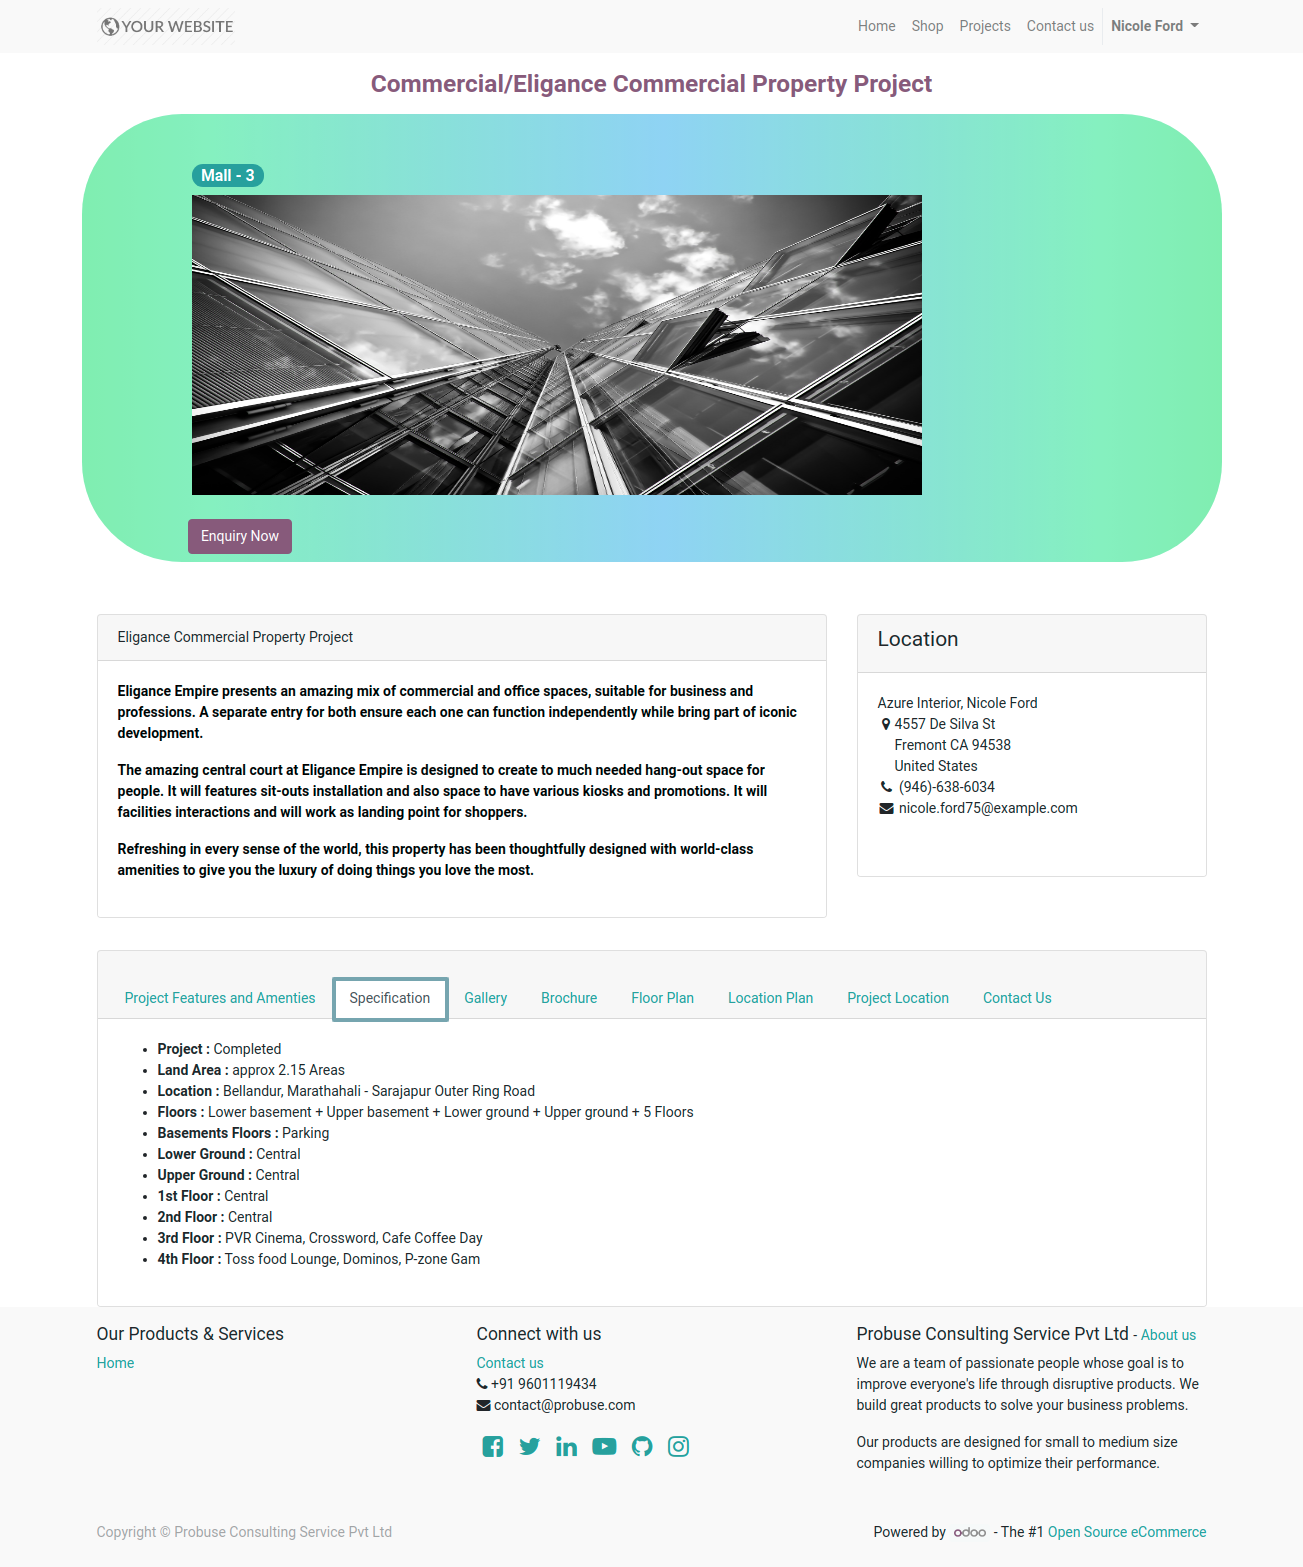 YOUR WEBSITE
Home Shop Projects Contact us Nicole Ford
Commercial/Eligance Commercial Property Project
Mall - 3
Enquiry Now
Eligance Commercial Property Project
Eligance Empire presents an amazing mix of commercial and office spaces, suitable for business and
professions. A separate entry for both ensure each one can function independently while bring part of iconic
development.
The amazing central court at Eligance Empire is designed to create to much needed hang-out space for
people. It will features sit-outs installation and also space to have various kiosks and promotions. It will
facilities interactions and will work as landing point for shoppers.
Refreshing in every sense of the world, this property has been thoughtfully designed with world-class
amenities to give you the luxury of doing things you love the most.
Location
Azure Interior, Nicole Ford
4557 De Silva St
Fremont CA 94538
United States
(946)-638-6034
nicole.ford75@example.com
Project Features and Amenties Specification Gallery Brochure Floor Plan Location Plan Project Location Contact Us
Project : Completed
Land Area : approx 2.15 Areas
Location : Bellandur, Marathahali - Sarajapur Outer Ring Road
Floors : Lower basement + Upper basement + Lower ground + Upper ground + 5 Floors
Basements Floors : Parking
Lower Ground : Central
Upper Ground : Central
1st Floor : Central
2nd Floor : Central
3rd Floor : PVR Cinema, Crossword, Cafe Coffee Day
4th Floor : Toss food Lounge, Dominos, P-zone Gam
Our Products & Services
Home
Connect with us
Contact us
+91 9601119434
contact@probuse.com
Probuse Consulting Service Pvt Ltd - About us
We are a team of passionate people whose goal is to
improve everyone's life through disruptive products. We
build great products to solve your business problems.
Our products are designed for small to medium size
companies willing to optimize their performance.
Copyright © Probuse Consulting Service Pvt Ltd
Powered by odoo - The #1 Open Source eCommerce